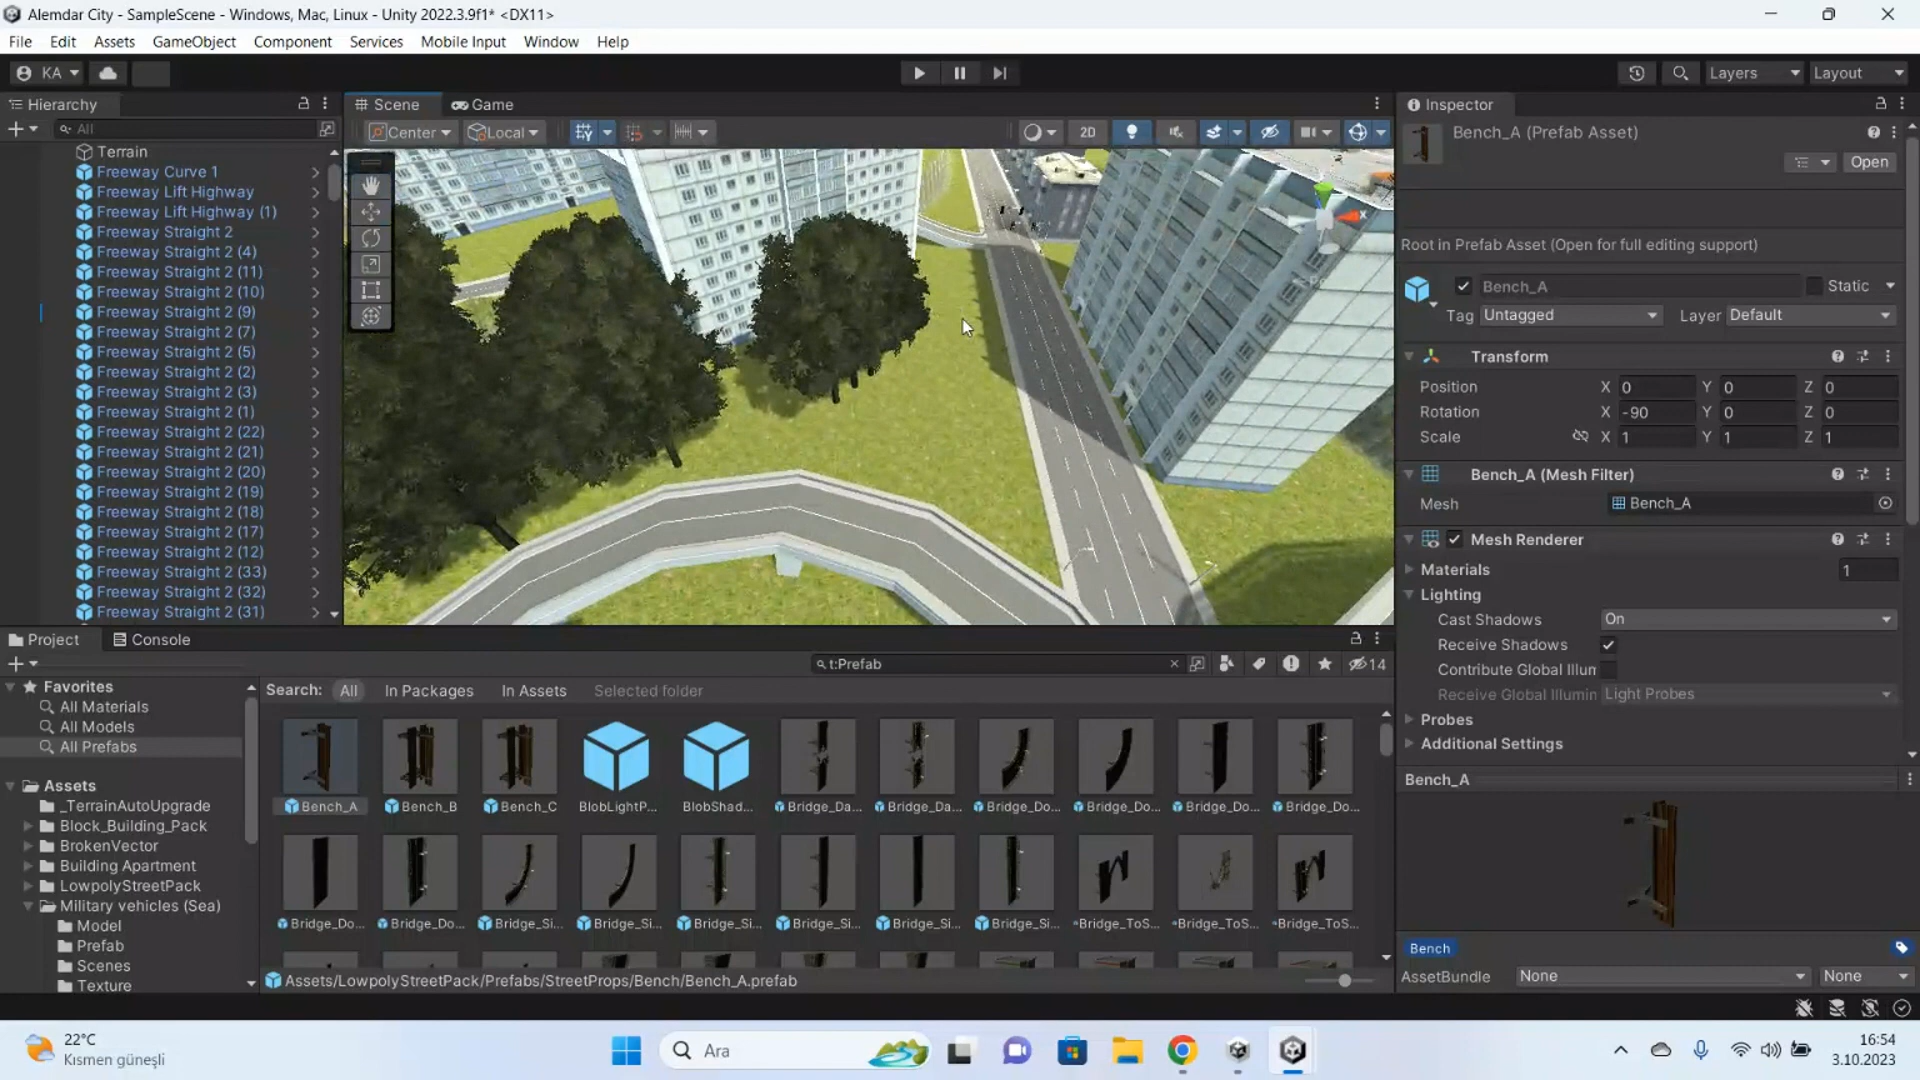 Alemdar City - SampleScene - Windows, Mac, Linux - Unity 2022.3.9f1* <DX11>
File Edit Assets GameObject Component Services Mobile Input Window Help
KA Layers Layout
Hierarchy Scene Game Inspector
All Center Local 2D
Bench_A (Prefab Asset)
Open
Terrain
Freeway Curve 1
Freeway Lift Highway
Freeway Lift Highway (1)
Freeway Straight 2
Freeway Straight 2 (4)
Freeway Straight 2 (11)
Freeway Straight 2 (10)
Freeway Straight 2 (9)
Freeway Straight 2 (7)
Freeway Straight 2 (5)
Freeway Straight 2 (2)
Freeway Straight 2 (3)
Freeway Straight 2 (1)
Freeway Straight 2 (22)
Freeway Straight 2 (21)
Freeway Straight 2 (20)
Freeway Straight 2 (19)
Freeway Straight 2 (18)
Freeway Straight 2 (17)
Freeway Straight 2 (12)
Freeway Straight 2 (33)
Freeway Straight 2 (32)
Freeway Straight 2 (31)
x
Root in Prefab Asset (Open for full editing support)
Bench_A Static
Tag Untagged Layer Default
Transform
Position X 0 Y 0 Z 0
Rotation X -90 Y 0 Z 0
Scale X 1 Y 1 Z 1
Bench_A (Mesh Filter)
Mesh Bench_A
Mesh Renderer
Materials 1
Lighting
Cast Shadows On
Receive Shadows
Contribute Global Illum
Receive Global Illumin Light Probes
Probes
Additional Settings
Bench_A
Bench
AssetBundle None None
Project Console
t:Prefab 14
Search: All In Packages In Assets Selected folder
Favorites
All Materials
All Models
All Prefabs
Assets
_TerrainAutoUpgrade
Block_Building_Pack
BrokenVector
Building Apartment
LowpolyStreetPack
Military vehicles (Sea)
Model
Prefab
Scenes
Texture
Bench_A Bench_B Bench_C BlobLightP... BlobShad... Bridge_Da... Bridge_Da... Bridge_Do... Bridge_Do... Bridge_Do... Bridge_Do...
Bridge_Do... Bridge_Do... Bridge_Si... Bridge_Si... Bridge_Si... Bridge_Si... Bridge_Si... Bridge_Si... Bridge_ToS... Bridge_ToS... Bridge_ToS...
Assets/LowpolyStreetPack/Prefabs/StreetProps/Bench/Bench_A.prefab
22°C
Kısmen güneşli
Ara
16:54
3.10.2023